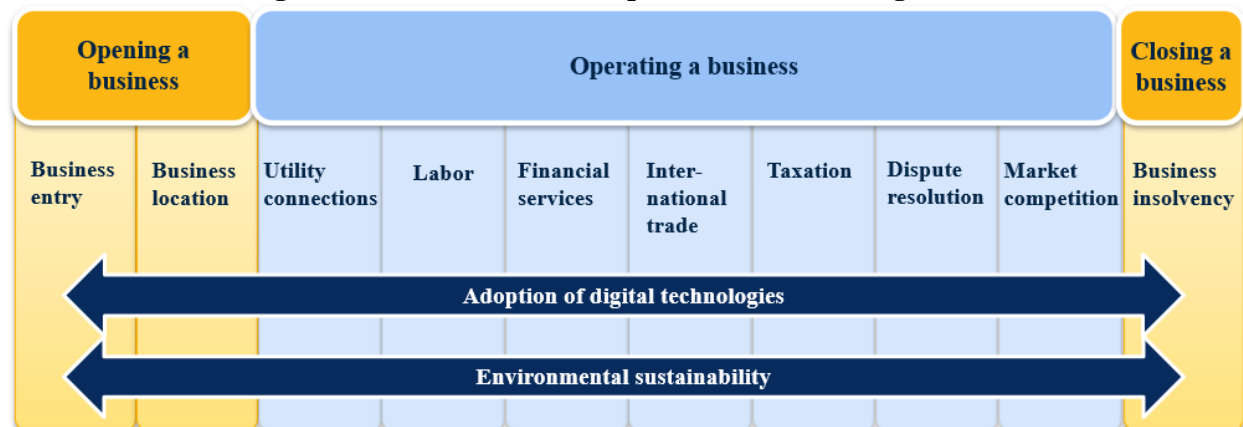 Opening a
business
Operating a business
Closing a
business
Business
entry
Business
location
Utility
connections
Labor
Financial
services
Inter-
national
trade
Taxation
Dispute
resolution
Market
competition
Business
insolvency
Adoption of digital technologies
Environmental sustainability